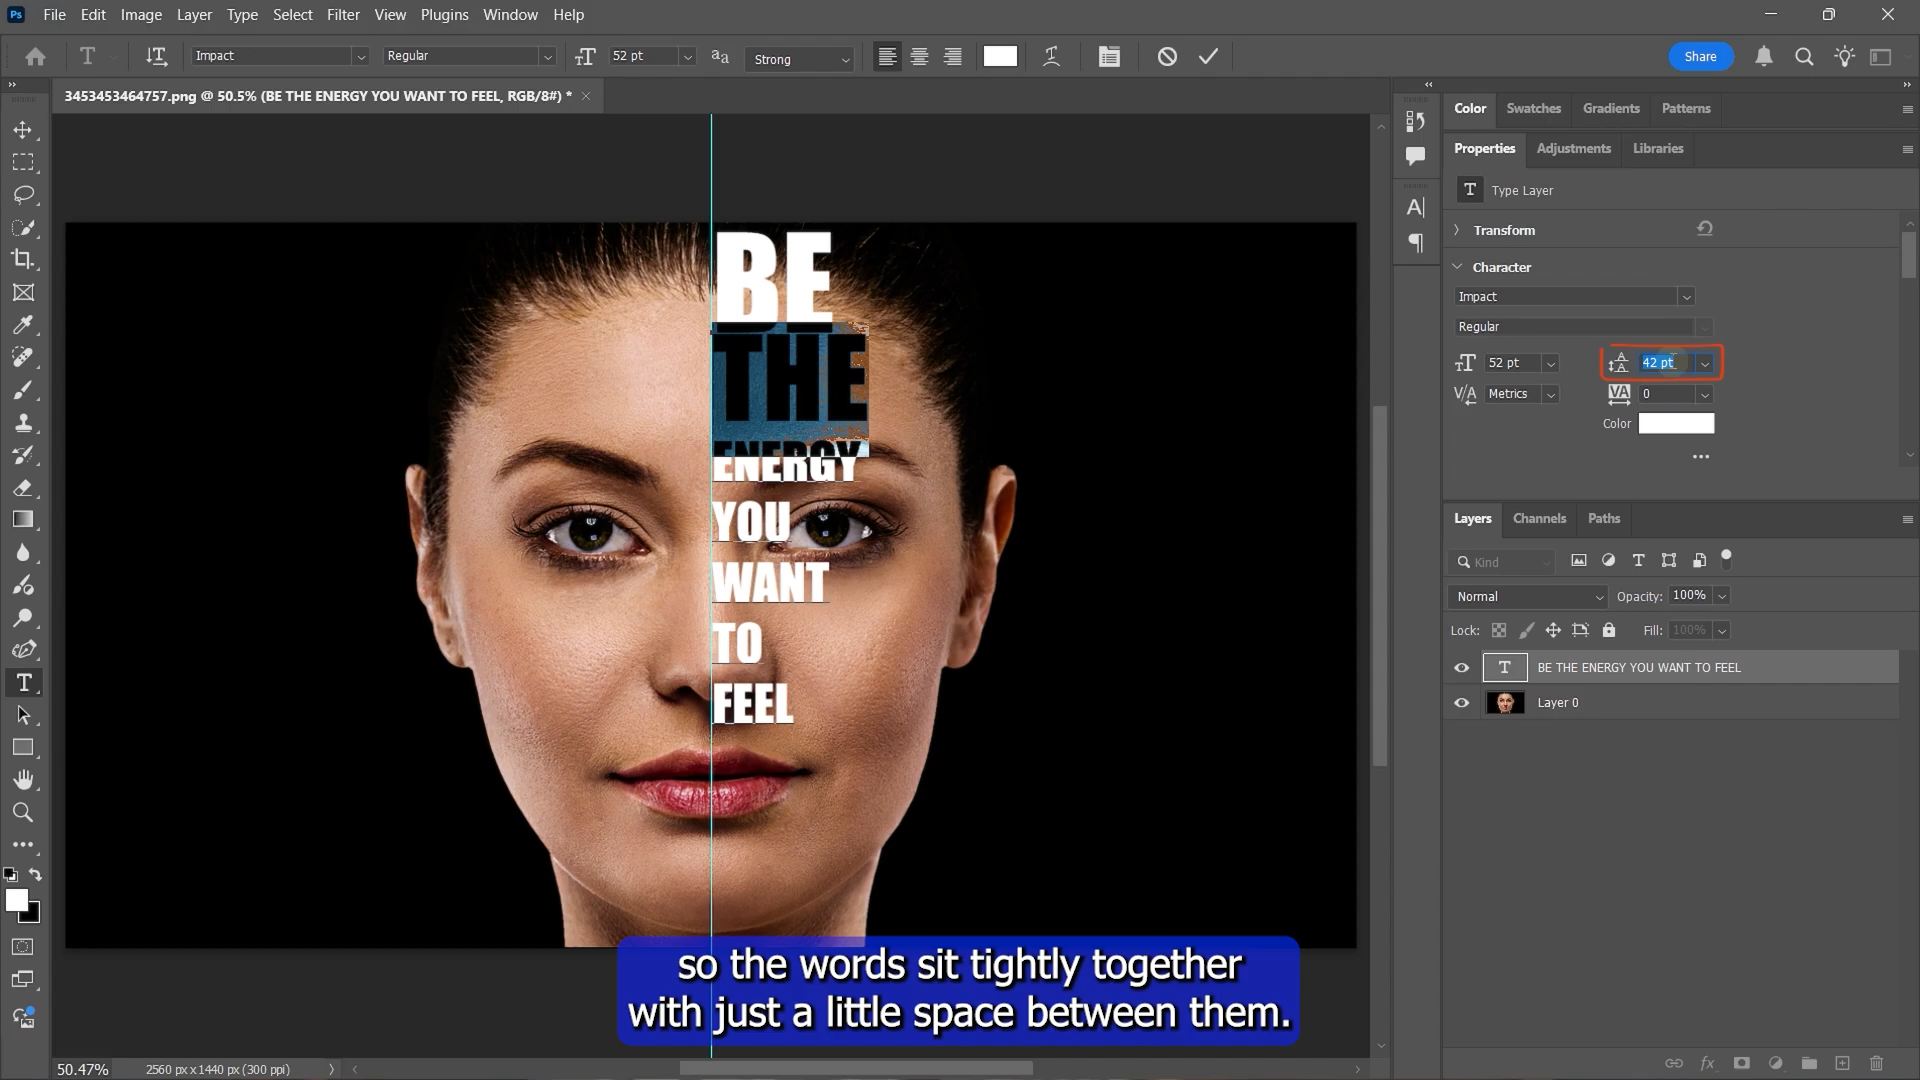 Ps File Edit Image Layer Type Select Filter View Plugins Window Help
Impact Regular 52 pt Strong Share
3453453464757.png @ 50.5% (BE THE ENERGY YOU WANT TO FEEL, RGB/8#) *
Color Swatches Gradients Patterns
Properties Adjustments Libraries
Type Layer
Transform
Character
Impact
Regular
52 pt 42 pt
Metrics 0
Color
BE
THE
ENERGY
YOU
WANT
TO
FEEL
Layers Channels Paths
Kind
Normal Opacity: 100%
Lock: Fill: 100%
BE THE ENERGY YOU WANT TO FEEL
Layer 0
so the words sit tightly together
with just a little space between them.
50.47% 2560 px x 1440 px (300 ppi)